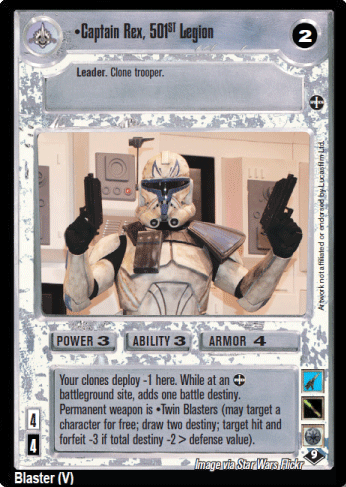 •Captain Rex, 501ST Legion
2
Leader. Clone trooper.
Artwork not affiliated or endorsed by Lucasfilm Ltd.
POWER 3 ABILITY 3 ARMOR 4
Your clones deploy -1 here. While at an
battleground site, adds one battle destiny.
Permanent weapon is •Twin Blasters (may target a
character for free; draw two destiny; target hit and
forfeit -3 if total destiny -2 > defense value).
4
4
9
Image via Star Wars Flickr
Blaster (V)